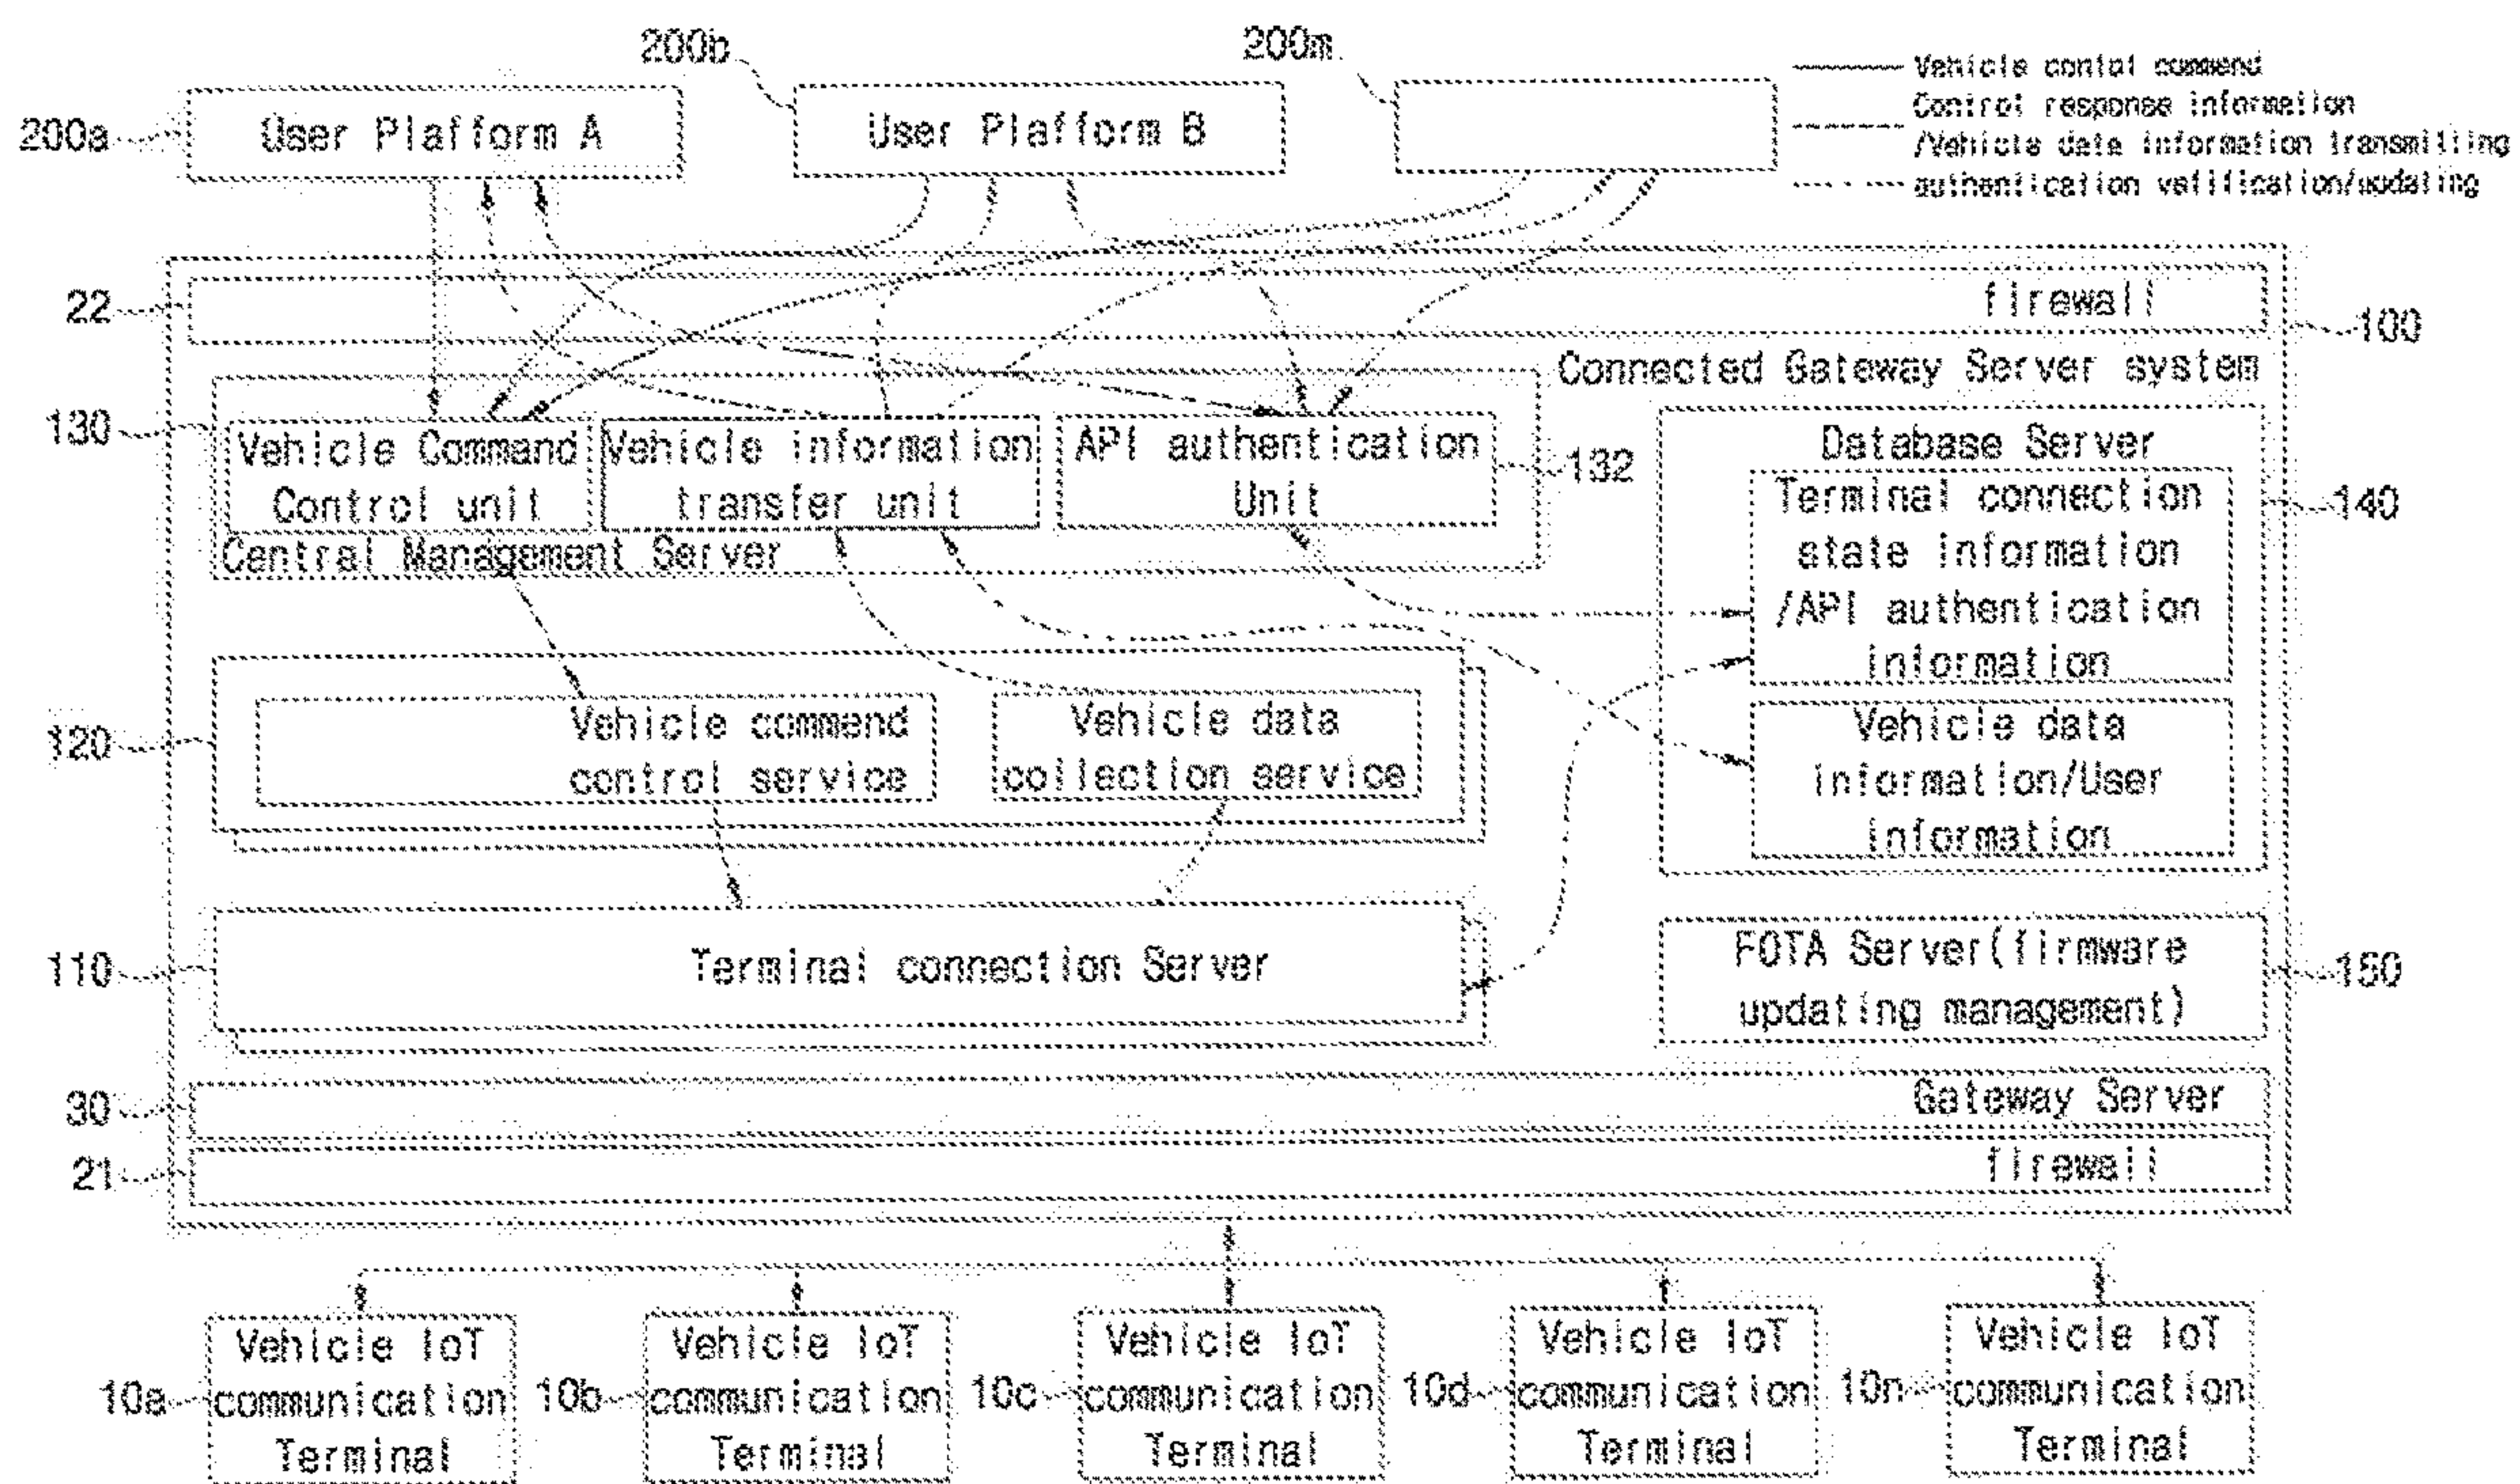 200b
200m
Vehicle contol commend
Control response information
/Vehicle data information transmitting
authentication verification/updating
200a
User Plafform A
User Plafform B
22
firewall
100
Connected Gateway Server system
130
Vehicle Command
Control unit
Vehicle information
transfer unit
API authentication
Unit
132
Central Management Server
Database Server
Terminal connection
state information
/API authentication
information
140
Vehicle data
information/User
information
120
Vehicle commend
control service
Vehicle data
collection service
110
Terminal connection Server
FOTA Server(firmware
updating management)
150
30
Gateway Server
21
firewall
10a
Vehicle IoT
communication
Terminal
10b
Vehicle IoT
communication
Terminal
10c
Vehicle IoT
communication
Terminal
10d
Vehicle IoT
communication
Terminal
10n
Vehicle IoT
communication
Terminal